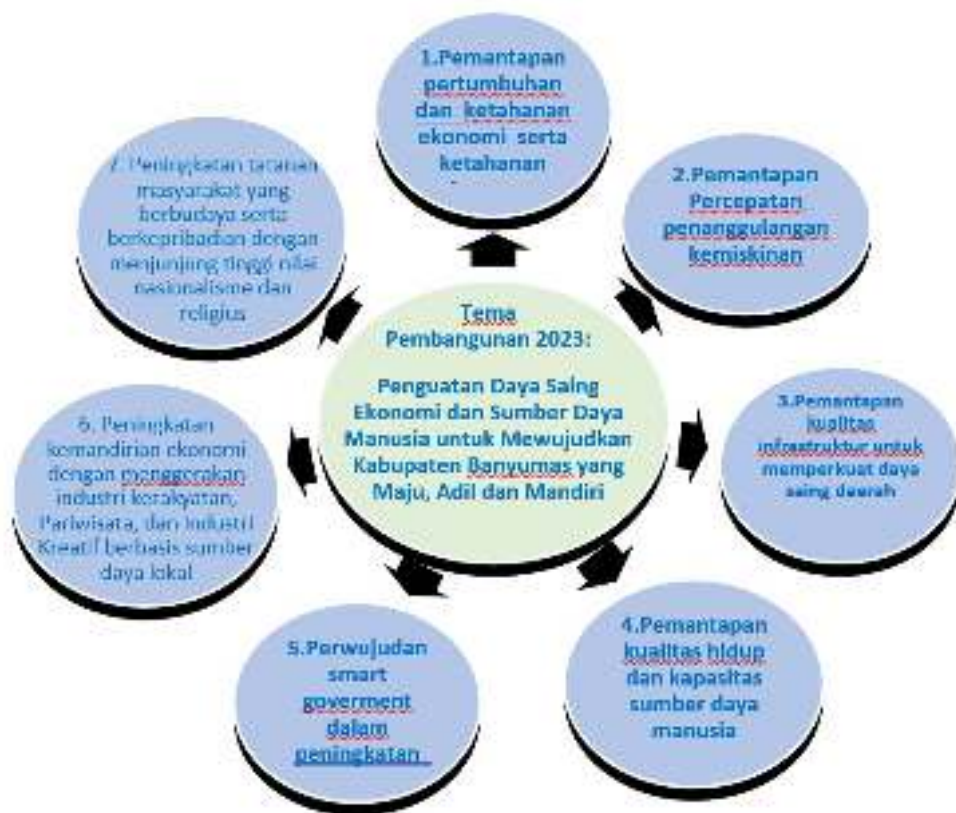 1.Pemantapan
pertumbuhan
dan ketahanan
ekonomi serta
ketahanan
2.Pemantapan
Percepatan
penanggulangan
kemiskinan
3.Pemantapan
kualitas
infrastruktur untuk
memperkuat daya
saing daerah
4.Pemantapan
kualitas hidup
dan kapasitas
sumber daya
manusia
5.Perwujudan
smart
goverment
dalam
peningkatan
6. Peningkatan
kemandirian ekonomi
dengan menggerakan
industri kerakyatan,
Pariwisata, dan Industri
Kreatif berbasis sumber
daya lokal
7. Peningkatan tatanan
masyarakat yang
berbudaya serta
berkepribadian dengan
menjunjung tinggi nilai
nasionalisme dan
religius
Tema
Pembangunan 2023:
Penguatan Daya Saing
Ekonomi dan Sumber Daya
Manusia untuk Mewujudkan
Kabupaten Banyumas yang
Maju, Adil dan Mandiri